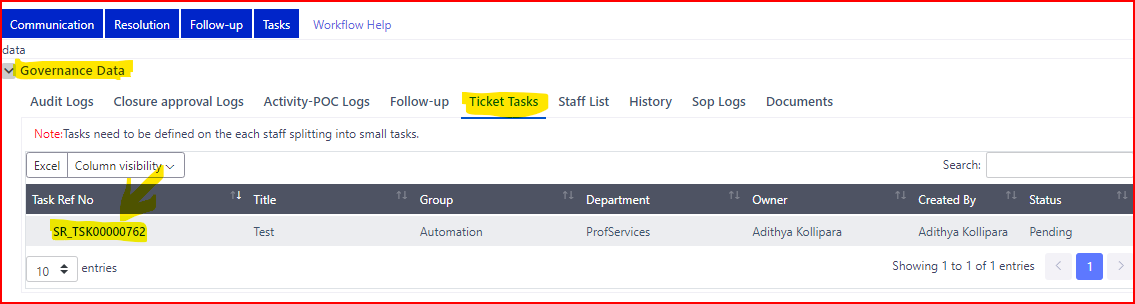 Communication Resolution Follow-up Tasks Workflow Help
data
Governance Data
Audit Logs Closure approval Logs Activity-POC Logs Follow-up Ticket Tasks Staff List History Sop Logs Documents
Note:Tasks need to be defined on the each staff splitting into small tasks.
Excel Column visibility Search:
Task Ref No Title Group Department Owner Created By Status
SR_TSK00000762 Test Automation ProfServices Adithya Kollipara Adithya Kollipara Pending
10 entries Showing 1 to 1 of 1 entries 1